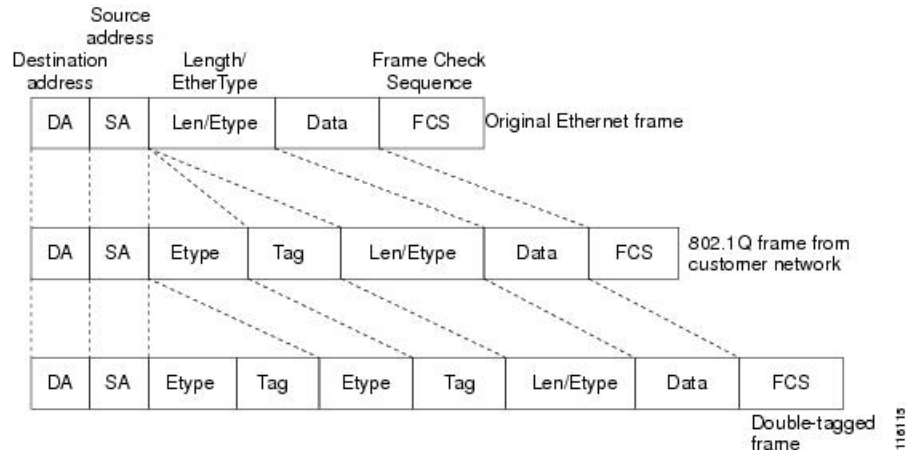 Source
address
Destination
address
Length/
EtherType
Frame Check
Sequence
DA SA Len/Etype Data FCS Original Ethernet frame
DA SA Etype Tag Len/Etype Data FCS 802.1Q frame from
customer network
DA SA Etype Tag Etype Tag Len/Etype Data FCS
Double-tagged
frame
116115